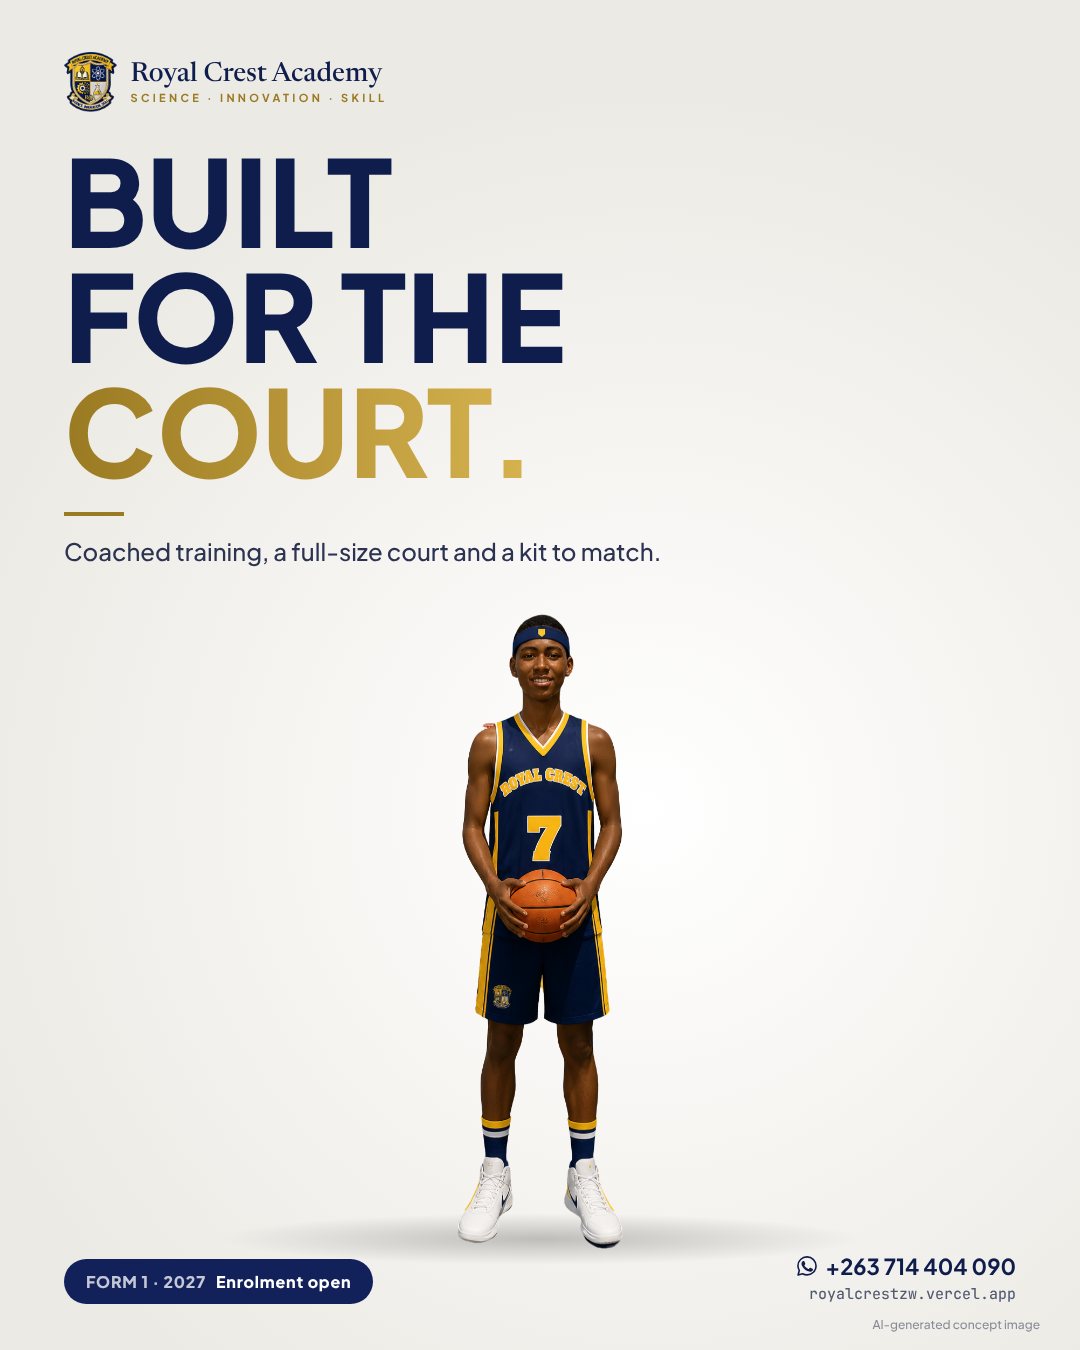 Royal Crest Academy
SCIENCE · INNOVATION · SKILL
BUILT
FOR THE
COURT.
Coached training, a full-size court and a kit to match.
ROYAL CREST
7
FORM 1 · 2027 Enrolment open
+263 714 404 090
royalcrestzw.vercel.app
AI-generated concept image